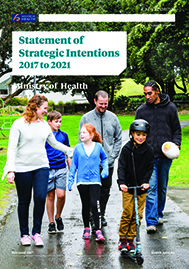 Statement of
Strategic Intentions
2017 to 2021
Ministry of Health